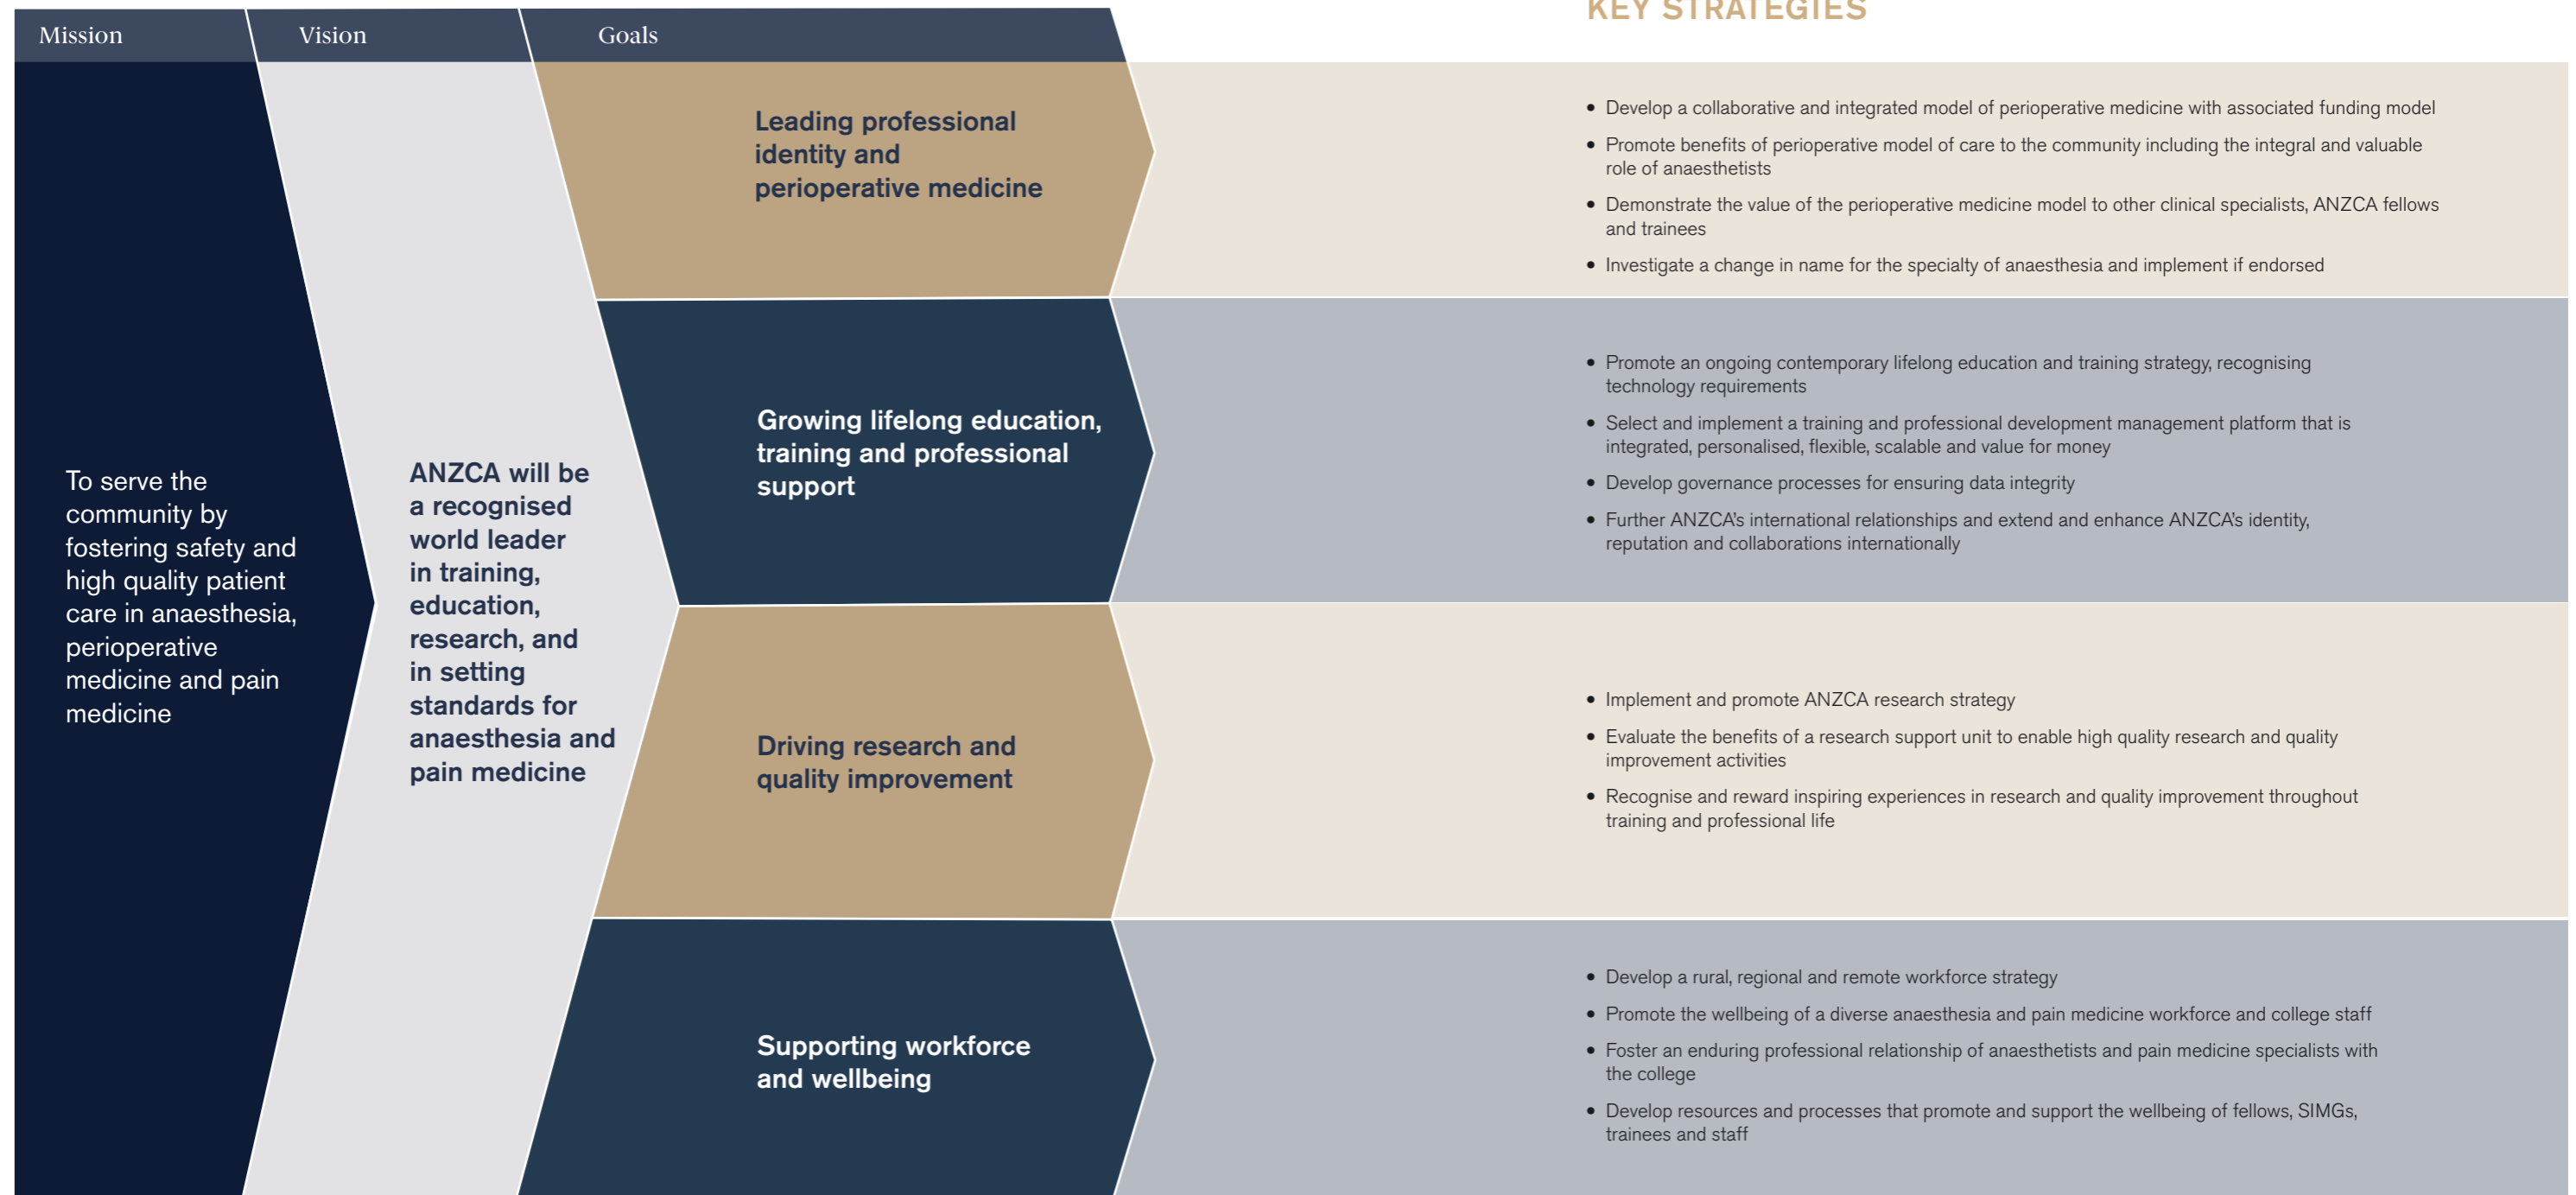 KEY STRATEGIES
Mission
Vision
Goals
To serve the
community by
fostering safety and
high quality patient
care in anaesthesia,
perioperative
medicine and pain
medicine
ANZCA will be
a recognised
world leader
in training,
education,
research, and
in setting
standards for
anaesthesia and
pain medicine
Leading professional
identity and
perioperative medicine
• Develop a collaborative and integrated model of perioperative medicine with associated funding model
• Promote benefits of perioperative model of care to the community including the integral and valuable
role of anaesthetists
• Demonstrate the value of the perioperative medicine model to other clinical specialists, ANZCA fellows
and trainees
• Investigate a change in name for the specialty of anaesthesia and implement if endorsed
Growing lifelong education,
training and professional
support
• Promote an ongoing contemporary lifelong education and training strategy, recognising
technology requirements
• Select and implement a training and professional development management platform that is
integrated, personalised, flexible, scalable and value for money
• Develop governance processes for ensuring data integrity
• Further ANZCA's international relationships and extend and enhance ANZCA's identity,
reputation and collaborations internationally
Driving research and
quality improvement
• Implement and promote ANZCA research strategy
• Evaluate the benefits of a research support unit to enable high quality research and quality
improvement activities
• Recognise and reward inspiring experiences in research and quality improvement throughout
training and professional life
Supporting workforce
and wellbeing
• Develop a rural, regional and remote workforce strategy
• Promote the wellbeing of a diverse anaesthesia and pain medicine workforce and college staff
• Foster an enduring professional relationship of anaesthetists and pain medicine specialists with
the college
• Develop resources and processes that promote and support the wellbeing of fellows, SIMGs,
trainees and staff